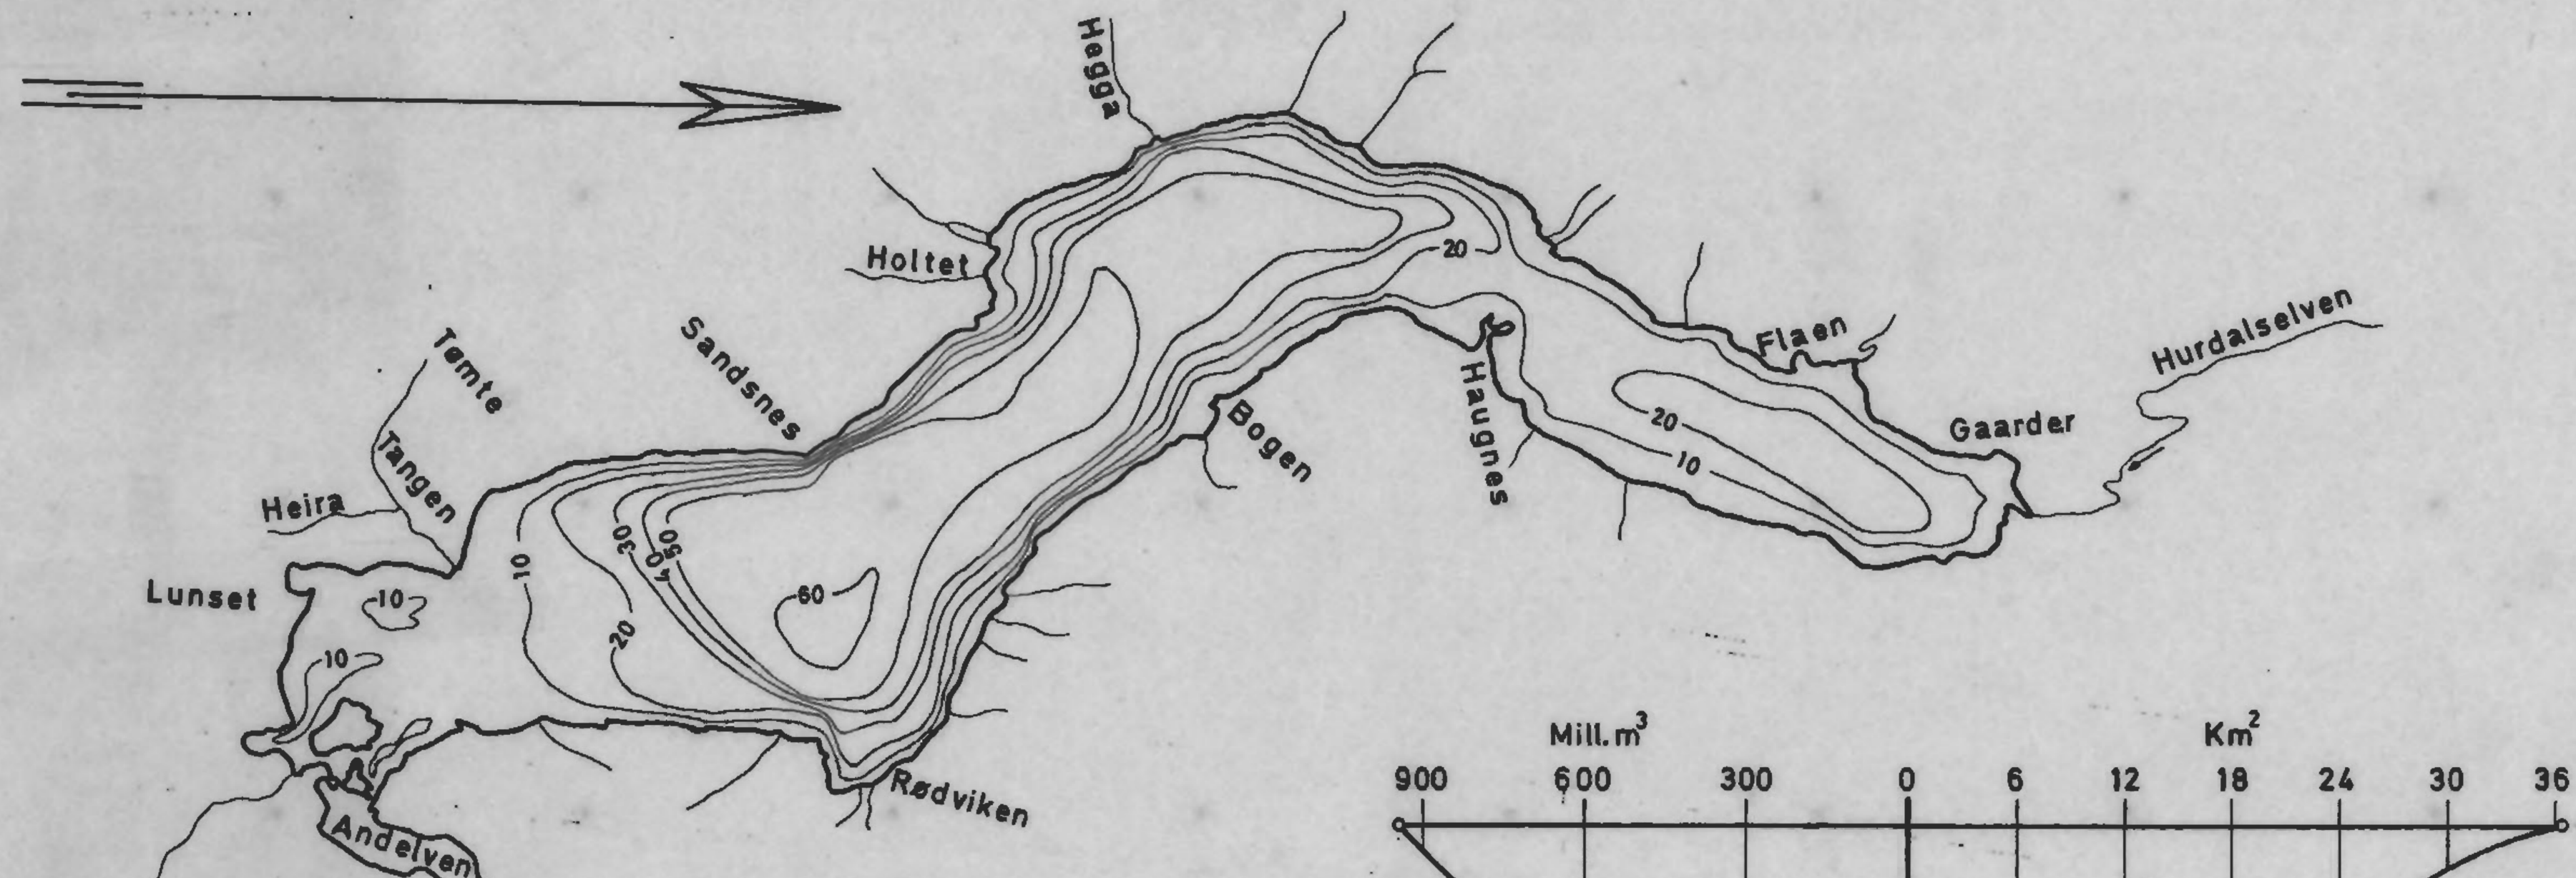 Hegga
Holtet
20
Tømte
Sandsnes
Flaen
Hurdalselven
Haugnes
Bogen
20
10
Gaarder
Heira
Tangen
10
30
40
50
Lunset
10
60
20
10
Rødviken
Andelven
Mill.m³ Km²
900 600 300 0 6 12 18 24 30 36